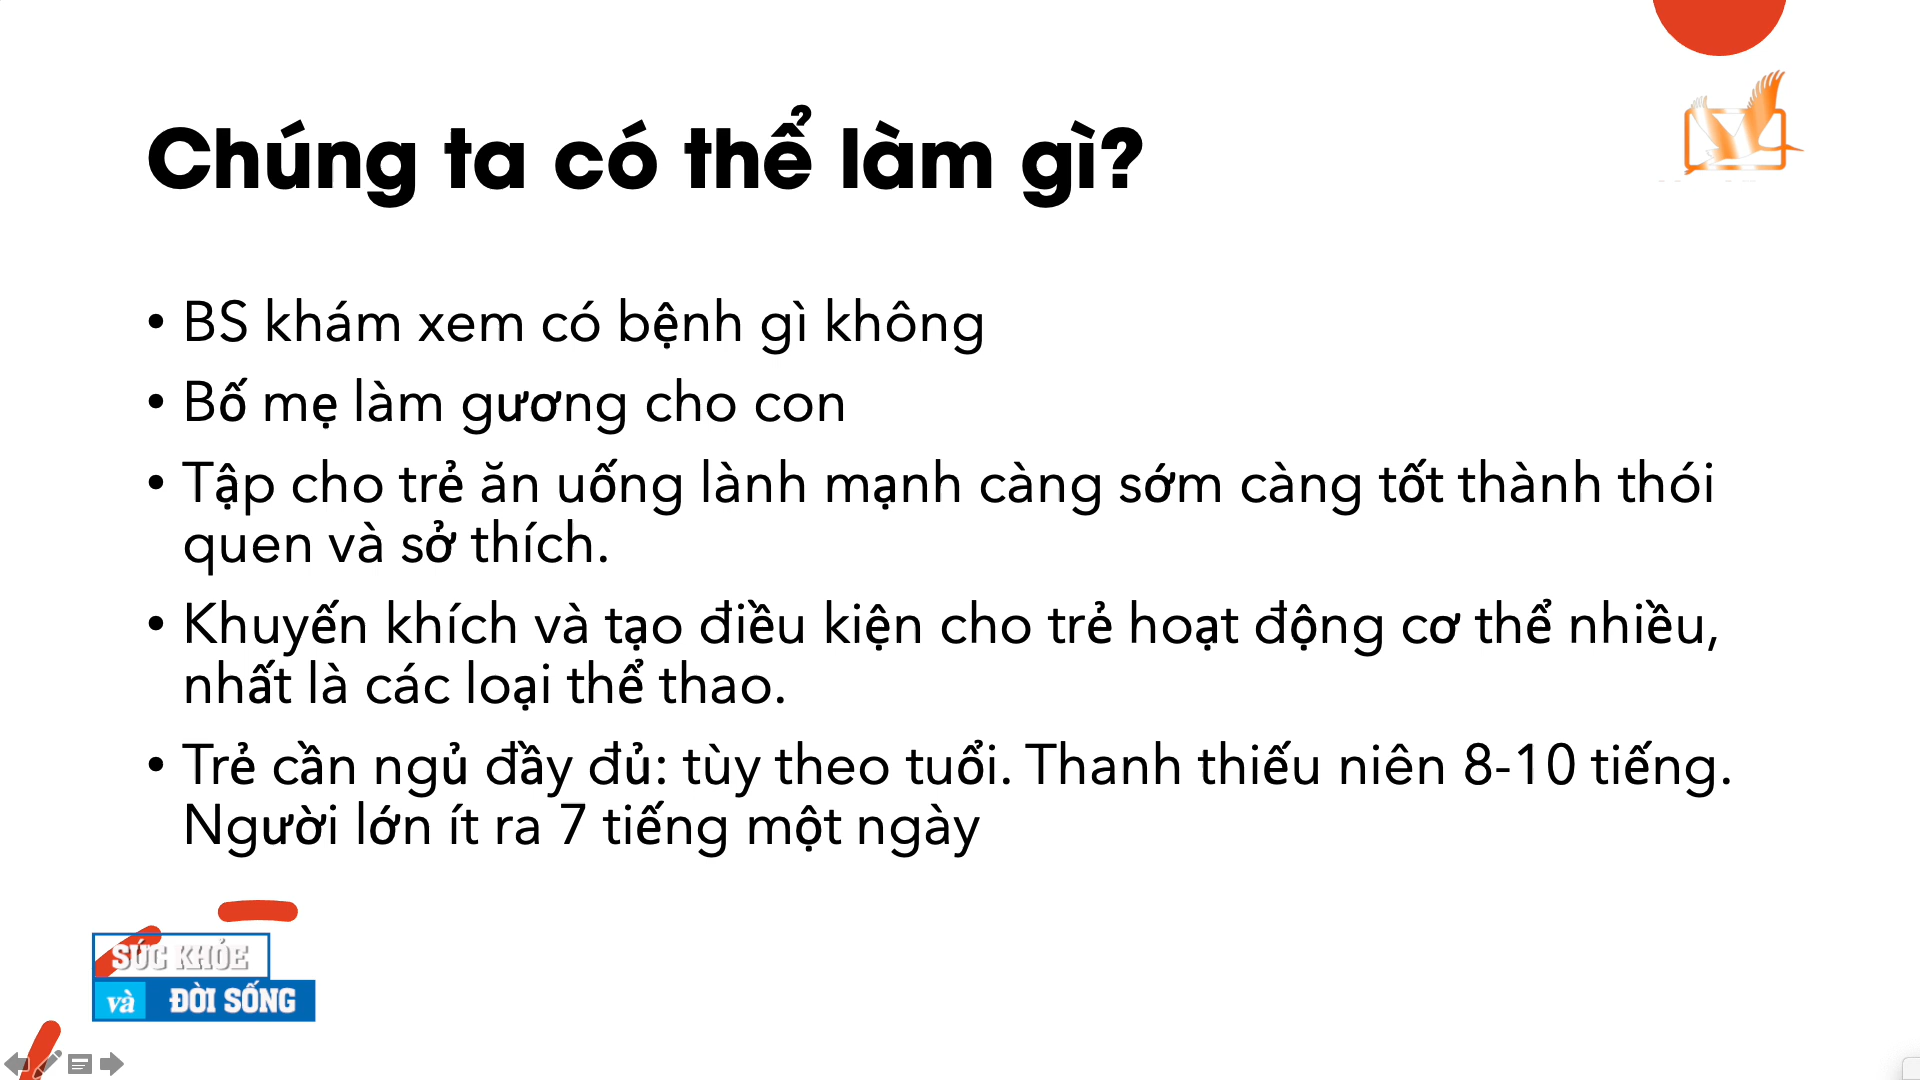 Chúng ta có thể làm gì?
• BS khám xem có bệnh gì không
• Bố mẹ làm gương cho con
• Tập cho trẻ ăn uống lành mạnh càng sớm càng tốt thành thói
quen và sở thích.
• Khuyến khích và tạo điều kiện cho trẻ hoạt động cơ thể nhiều,
nhất là các loại thể thao.
• Trẻ cần ngủ đầy đủ: tùy theo tuổi. Thanh thiếu niên 8-10 tiếng.
Người lớn ít ra 7 tiếng một ngày
SỨC KHỎE
và ĐỜI SỐNG